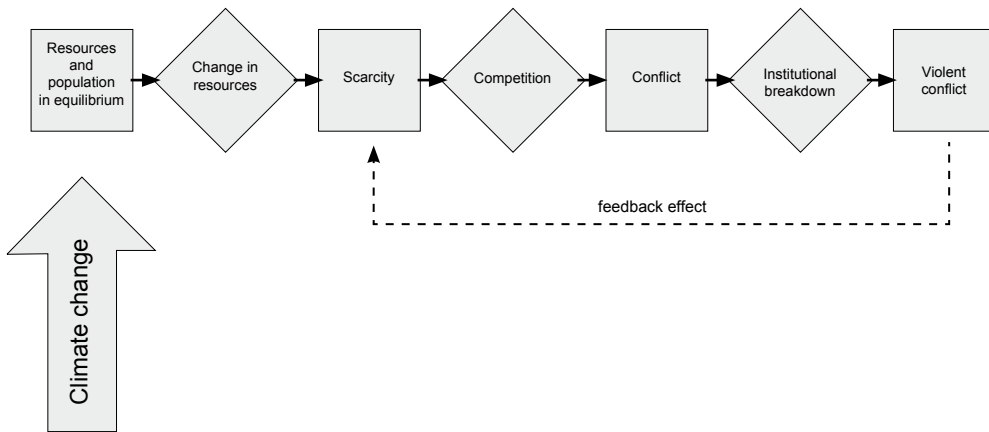 Resources
and
population
in equilibrium
Change in
resources
Scarcity
Competition
Conflict
Institutional
breakdown
Violent
conflict
feedback effect
Climate change